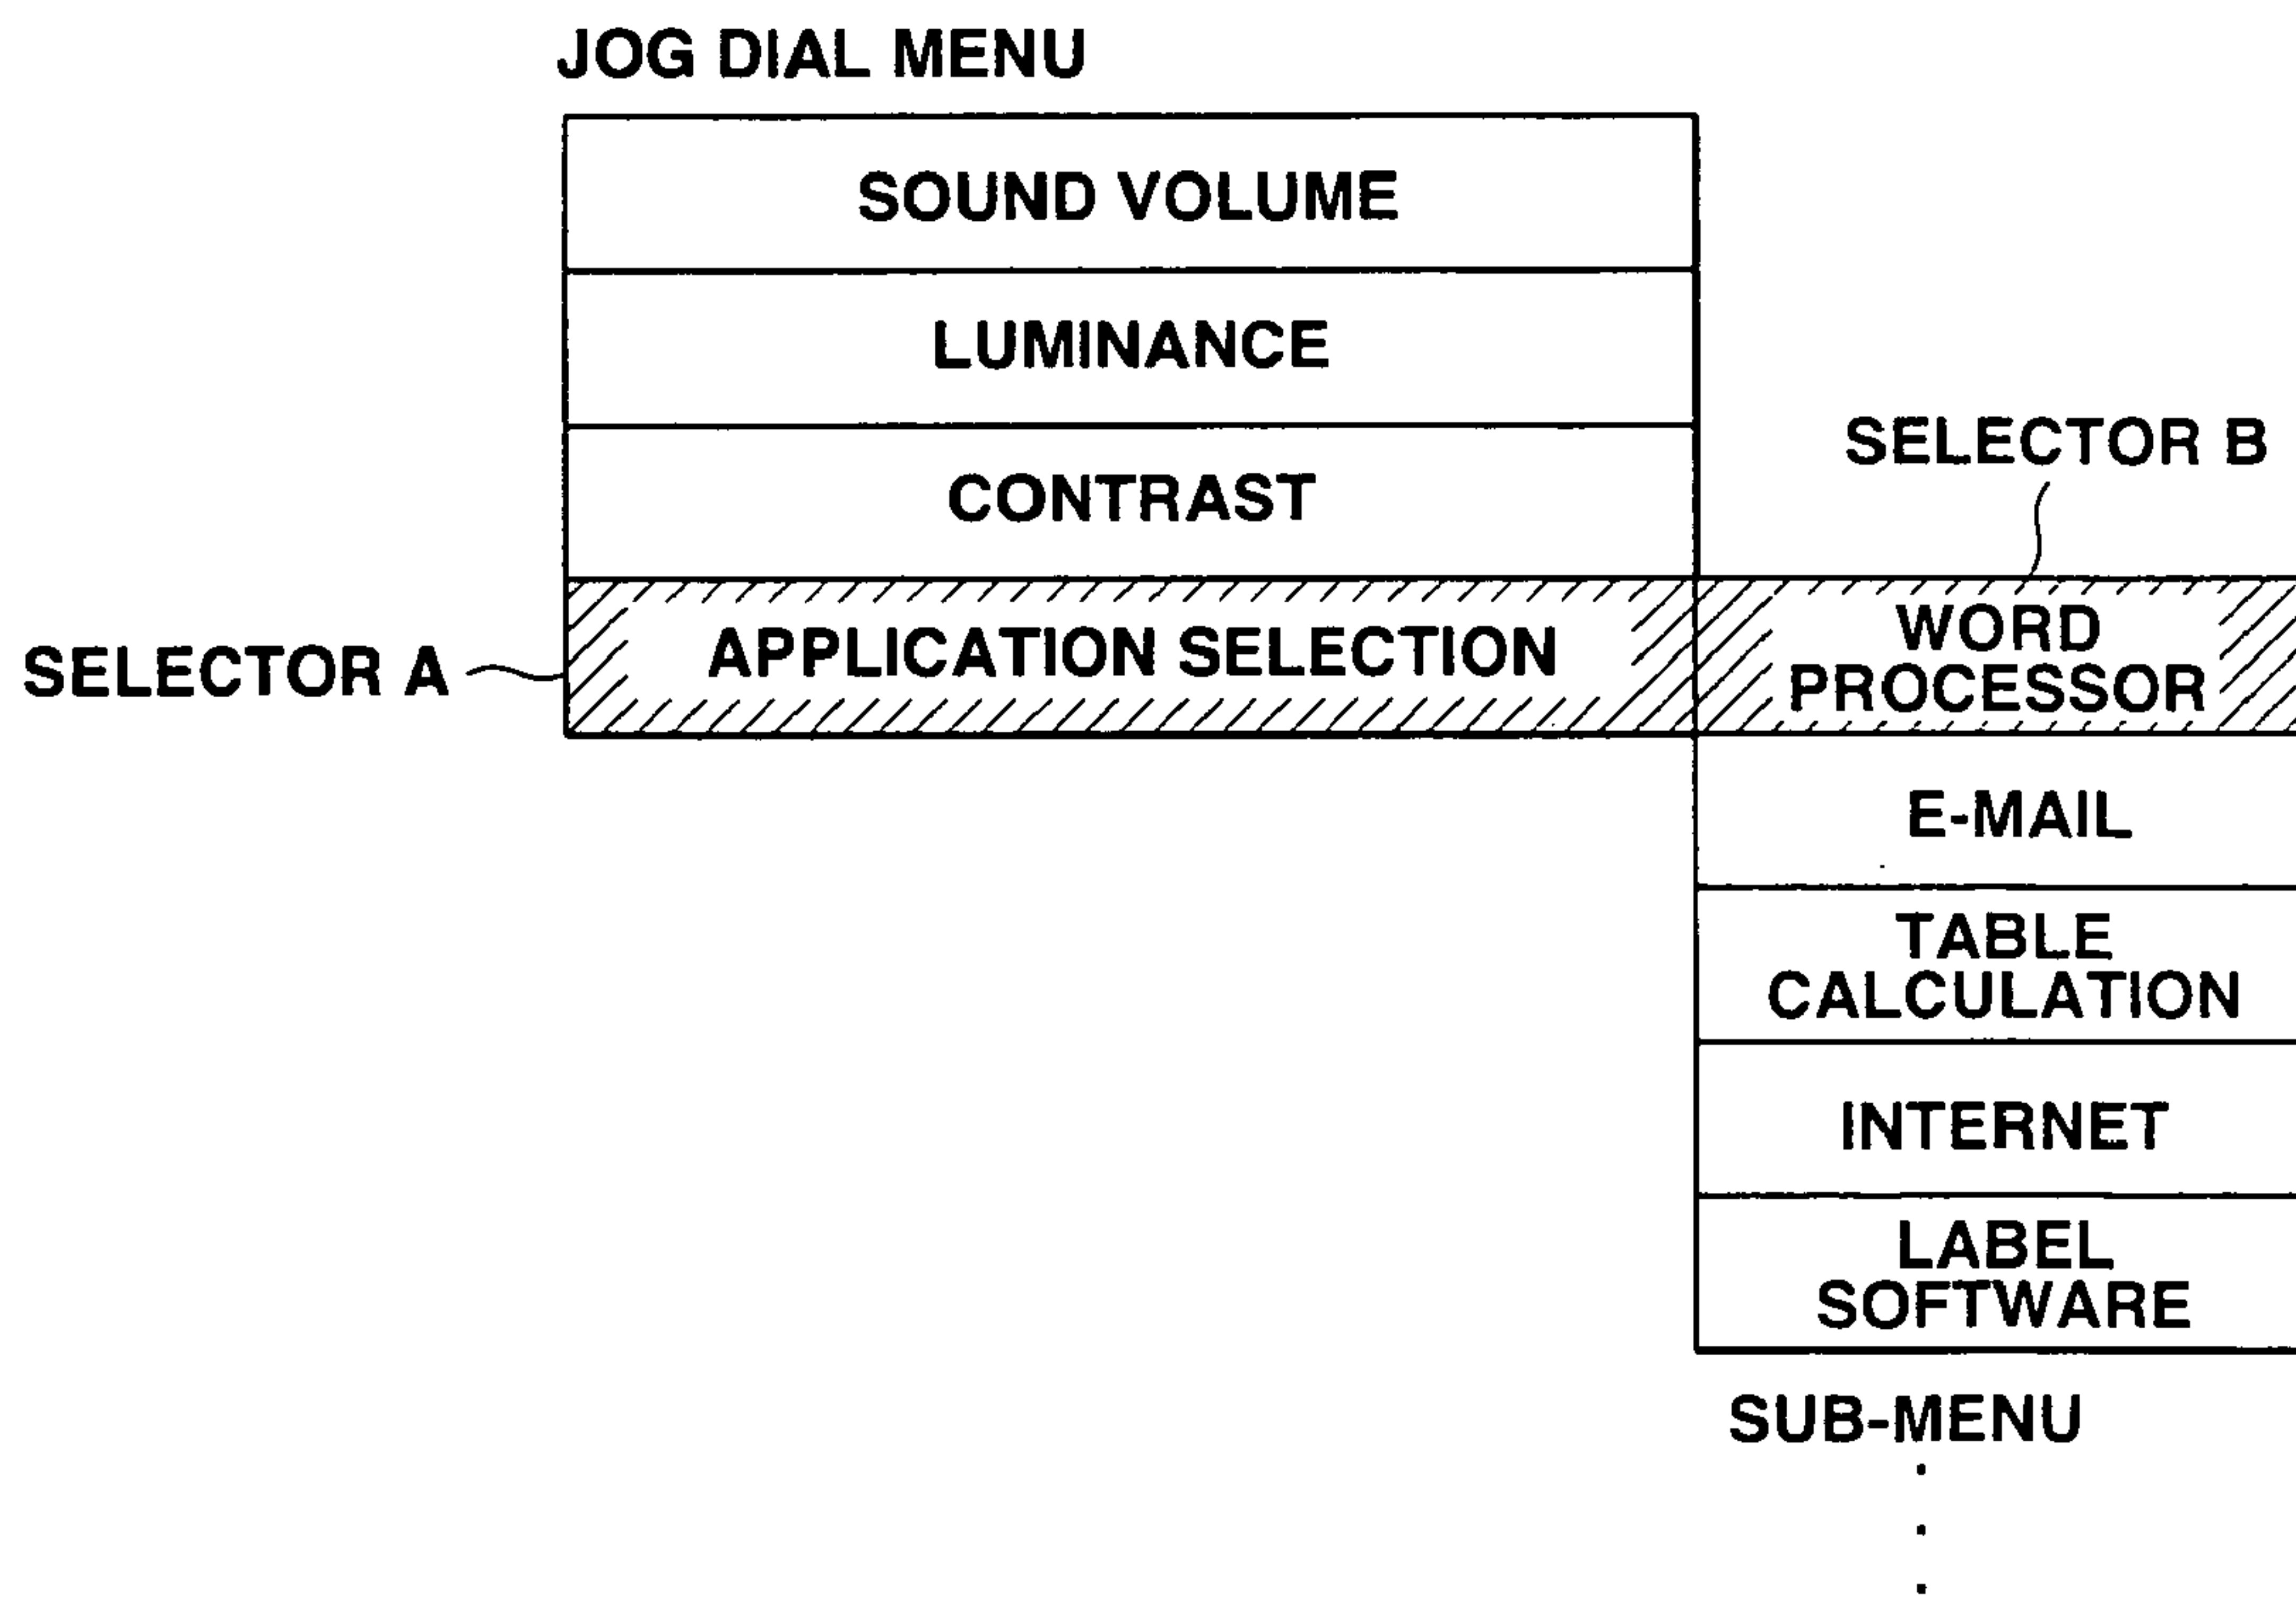 JOG DIAL MENU
SOUND VOLUME
LUMINANCE
CONTRAST
SELECTOR B
SELECTOR A
APPLICATION SELECTION
WORD
PROCESSOR
E-MAIL
TABLE
CALCULATION
INTERNET
LABEL
SOFTWARE
SUB-MENU